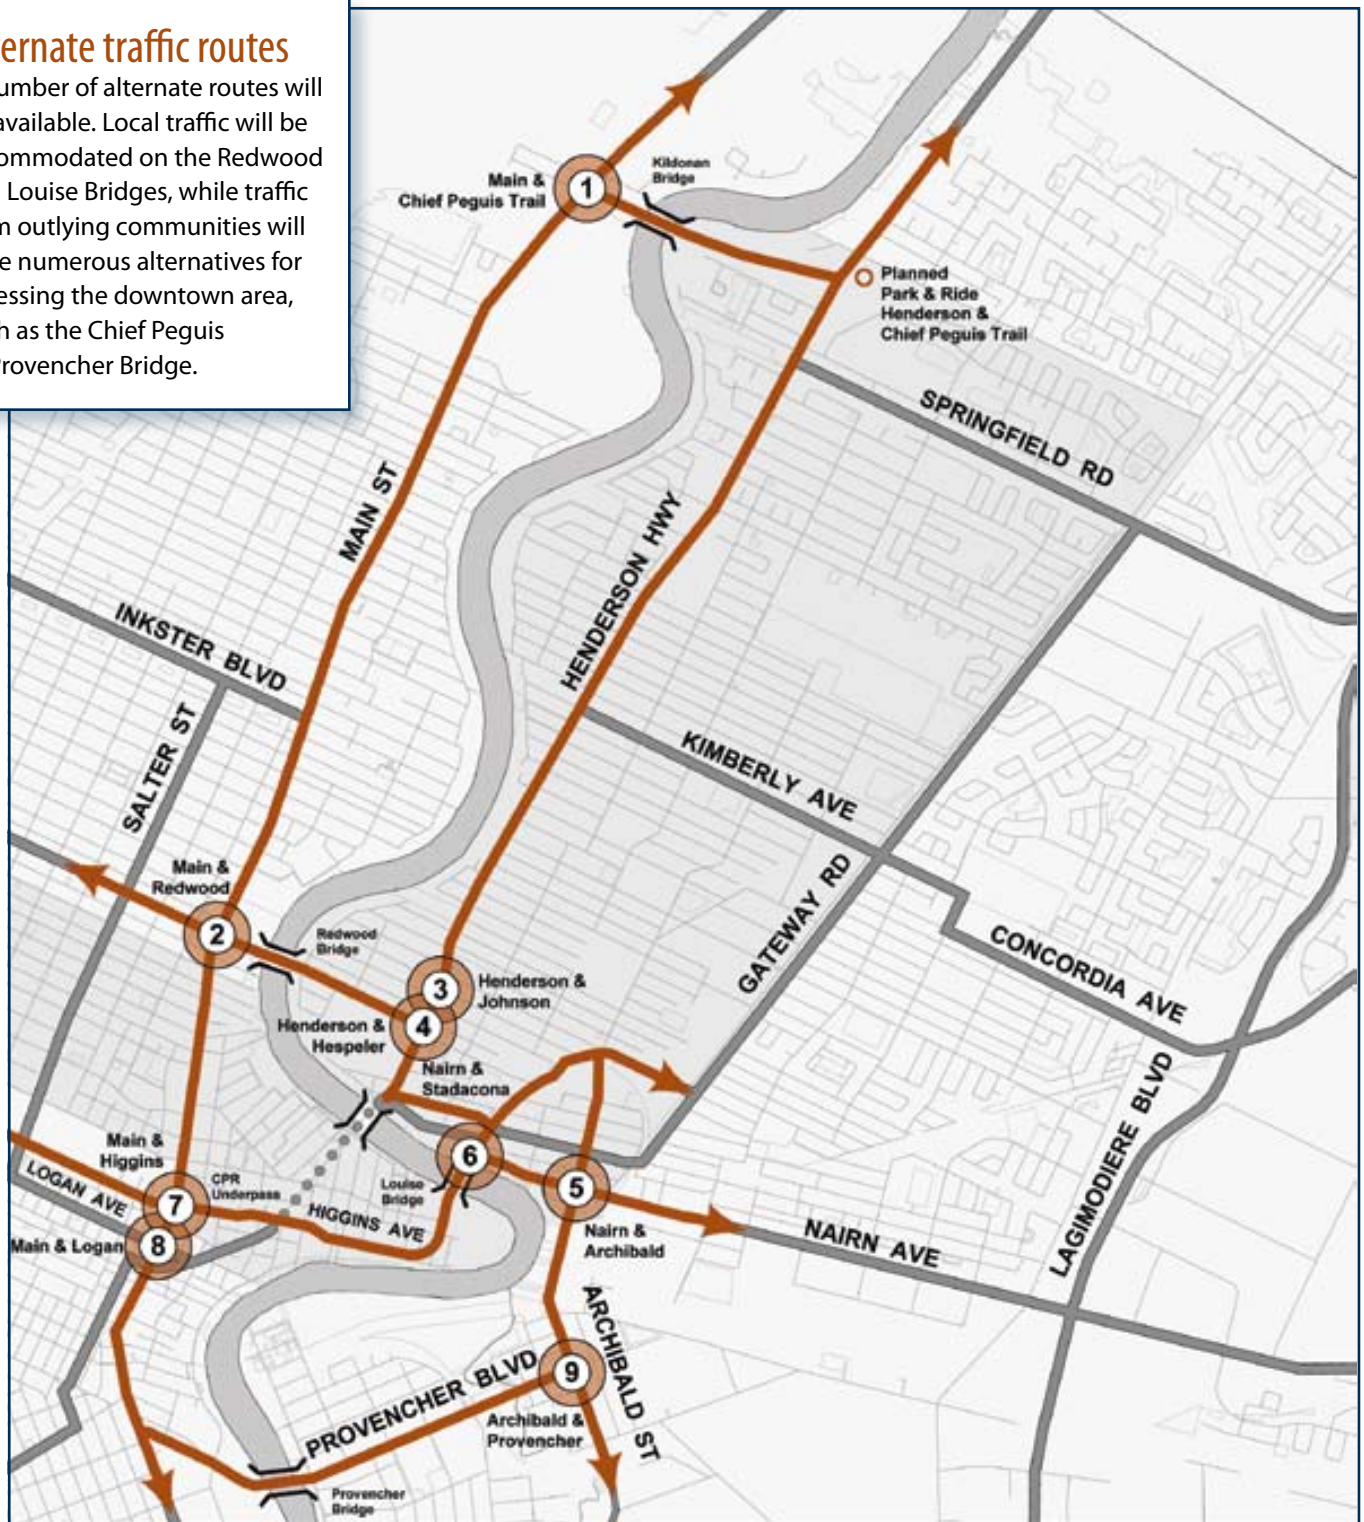 ernate traffic routes
umber of alternate routes will
available. Local traffic will be
ommodated on the Redwood
Louise Bridges, while traffic
m outlying communities will
e numerous alternatives for
essing the downtown area,
h as the Chief Peguis
Provencher Bridge.
Main &
Chief Peguis Trail
1
Kildonan
Bridge
Planned
Park & Ride
Henderson &
Chief Peguis Trail
SPRINGFIELD RD
MAIN ST
HENDERSON HWY
INKSTER BLVD
SALTER ST
KIMBERLY AVE
Main &
Redwood
2
Redwood
Bridge
GATEWAY RD
CONCORDIA AVE
3
Henderson &
Johnson
Henderson &
Hespeler
4
Nairn &
Stadacona
LAGIMODIERE BLVD
Main &
Higgins
7
CPR
Underpass
LOGAN AVE
HIGGINS AVE
Louise
Bridge
6
5
Nairn &
Archibald
NAIRN AVE
Main & Logan
8
ARCHIBALD ST
PROVENCHER BLVD
9
Archibald &
Provencher
Provencher
Bridge